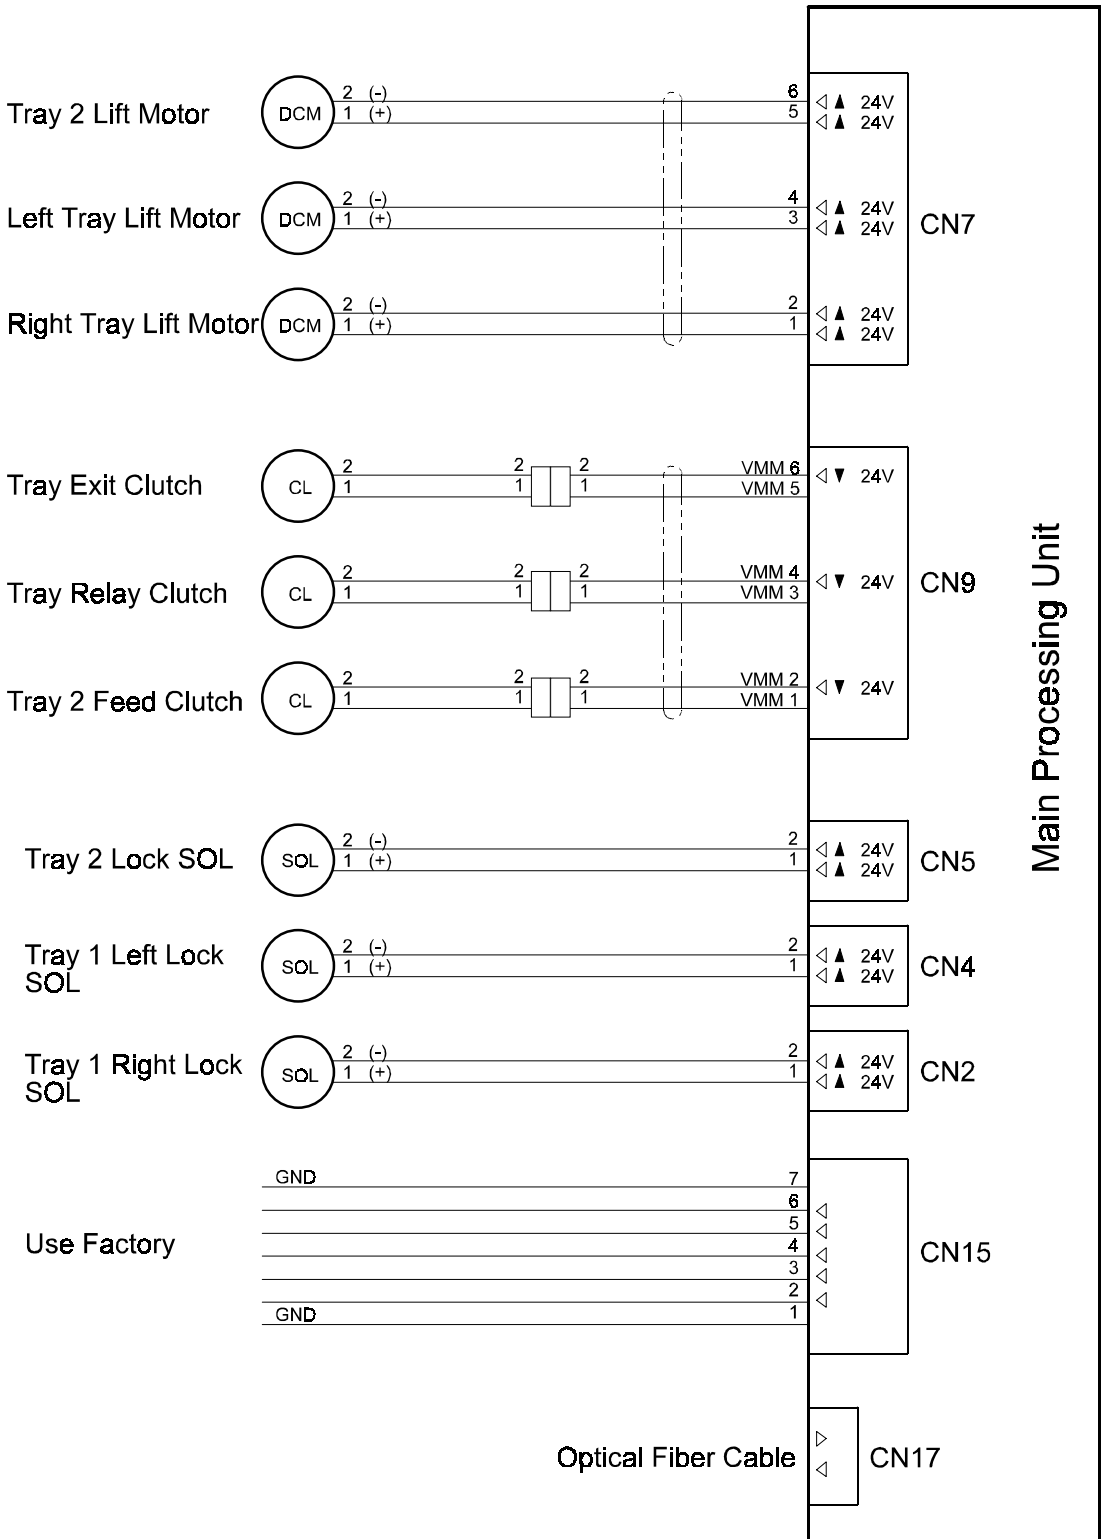 Tray 2 Lift Motor DCM 2 (-) 6 24V
1 (+) 5 24V
Left Tray Lift Motor DCM 2 (-) 4 24V
1 (+) 3 24V
CN7
Right Tray Lift Motor DCM 2 (-) 2 24V
1 (+) 1 24V
Tray Exit Clutch CL 2 2 2 VMM 6 24V
1 1 1 VMM 5
Tray Relay Clutch CL 2 2 2 VMM 4 24V
1 1 1 VMM 3
CN9
Tray 2 Feed Clutch CL 2 2 2 VMM 2 24V
1 1 1 VMM 1
Main Processing Unit
Tray 2 Lock SOL SOL 2 (-) 2 24V
1 (+) 1 24V
CN5
Tray 1 Left Lock
SOL
SOL 2 (-) 2 24V
1 (+) 1 24V
CN4
Tray 1 Right Lock
SOL
SOL 2 (-) 2 24V
1 (+) 1 24V
CN2
GND 7
6
5
Use Factory 4
CN15
3
2
GND 1
Optical Fiber Cable CN17